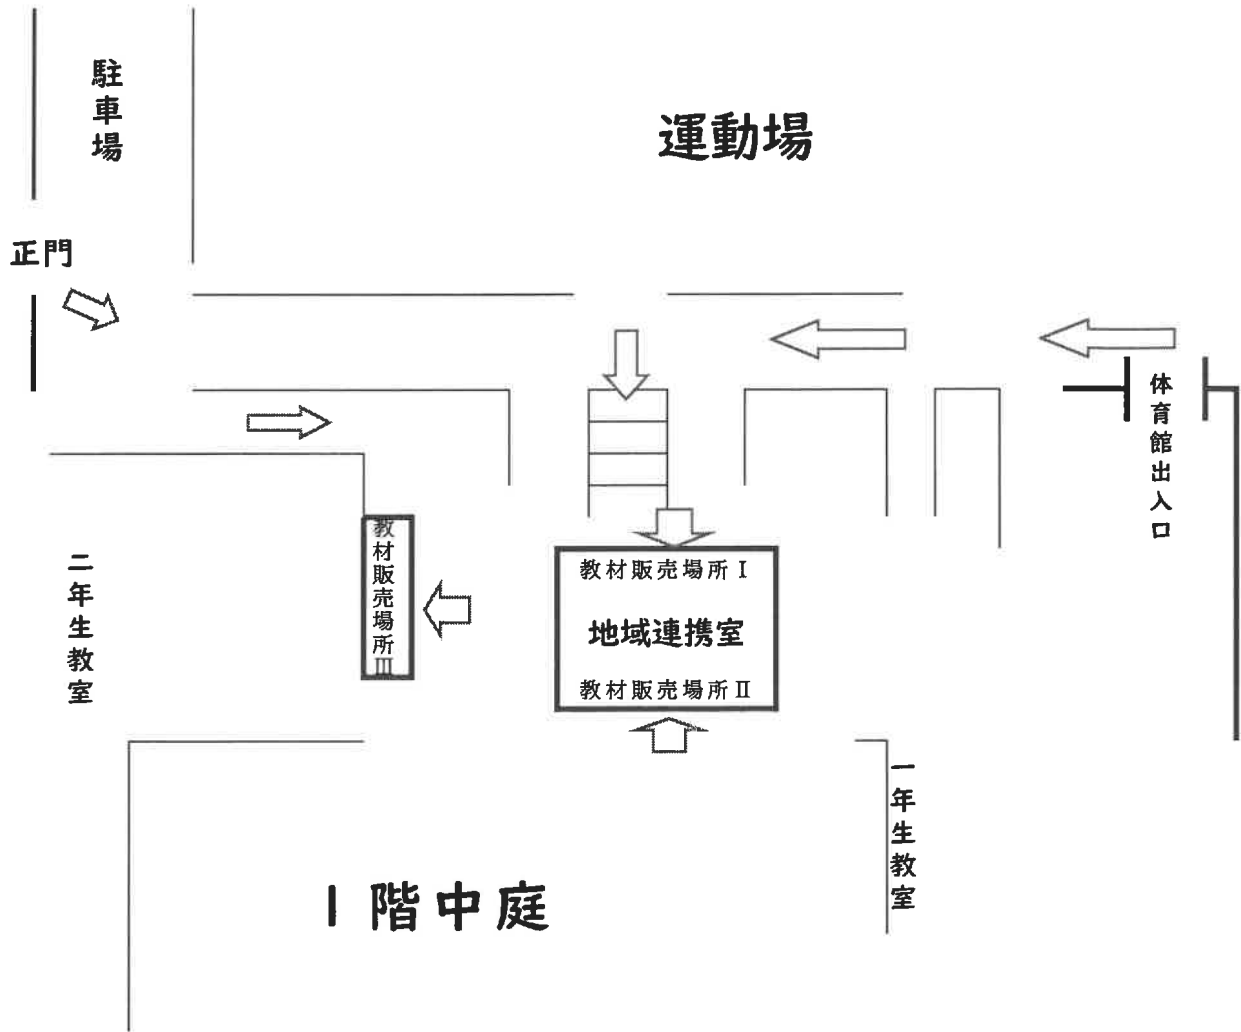 駐車場
運動場
正門
体育館出入口
教材販売場所Ⅲ
二年生教室
教材販売場所Ⅰ
地域連携室
教材販売場所Ⅱ
一年生教室
1階中庭